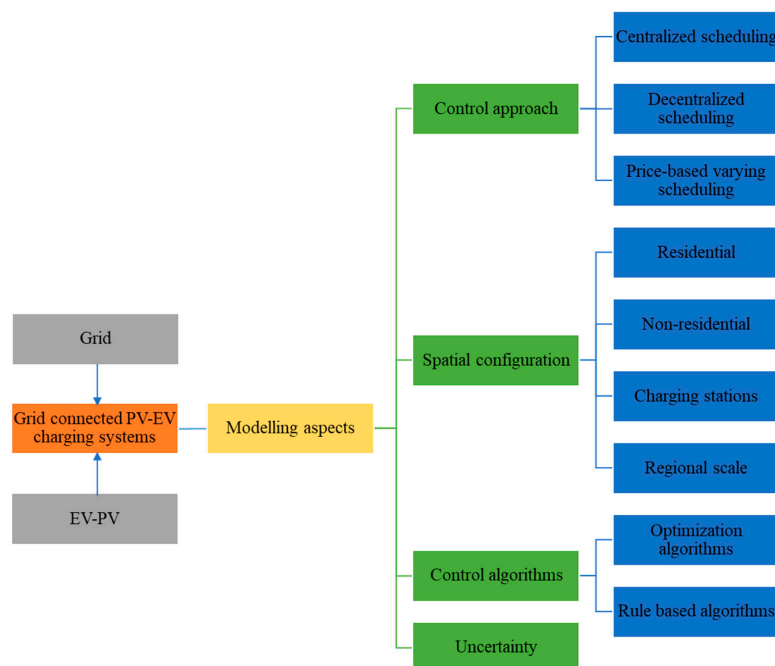 Grid
Grid connected PV-EV
charging systems
EV-PV
Modelling aspects
Control approach
Spatial configuration
Control algorithms
Uncertainty
Centralized scheduling
Decentralized
scheduling
Price-based varying
scheduling
Residential
Non-residential
Charging stations
Regional scale
Optimization
algorithms
Rule based algorithms